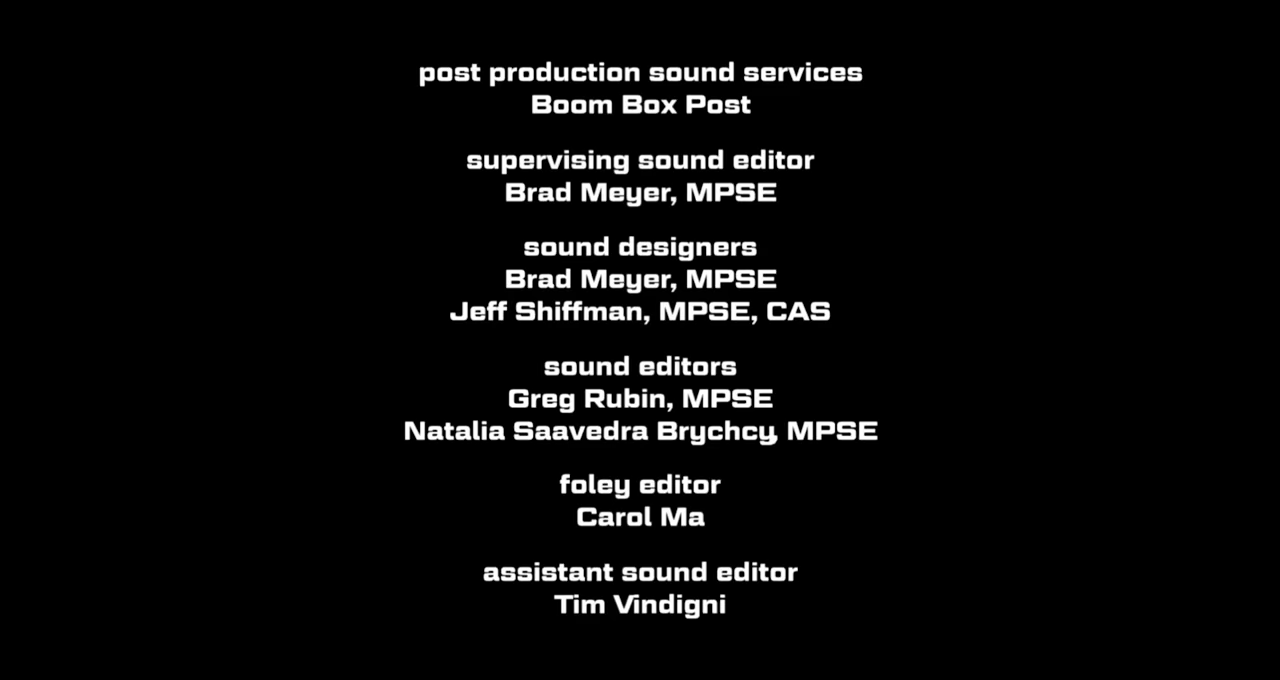 post production sound services
Boom Box Post
supervising sound editor
Brad Meyer, MPSE
sound designers
Brad Meyer, MPSE
Jeff Shiffman, MPSE, CAS
sound editors
Greg Rubin, MPSE
Natalia Saavedra Brychcy, MPSE
foley editor
Carol Ma
assistant sound editor
Tim Vindigni